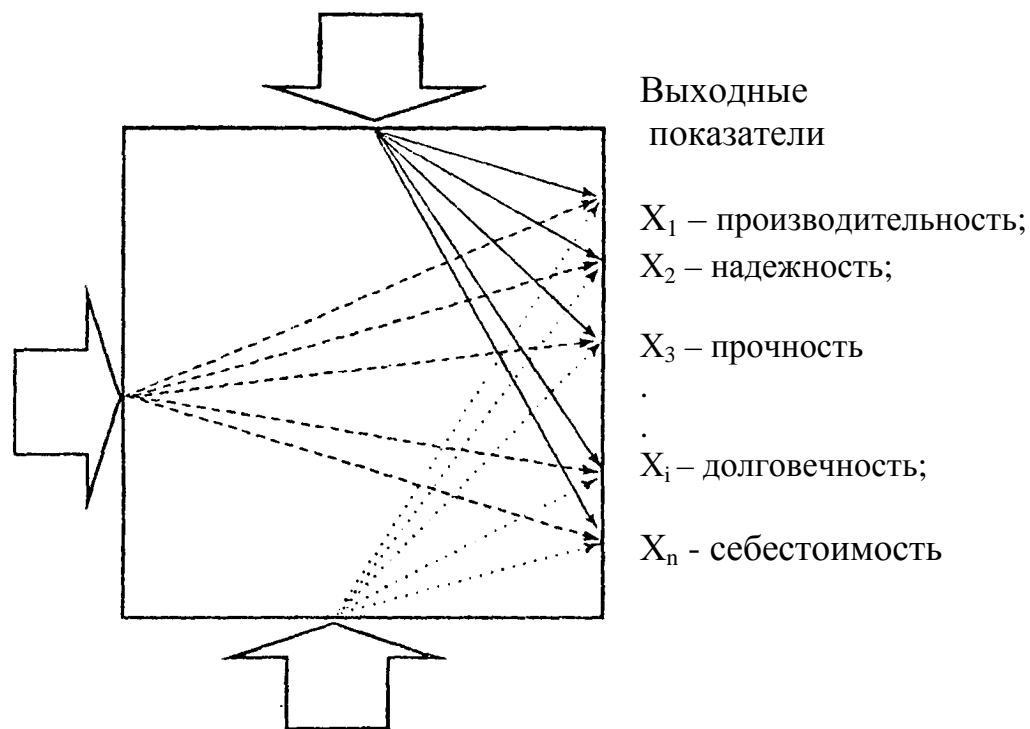 Выходные
показатели
X1 – производительность;
X2 – надежность;
X3 – прочность
.
.
Xi – долговечность;
Xn - себестоимость